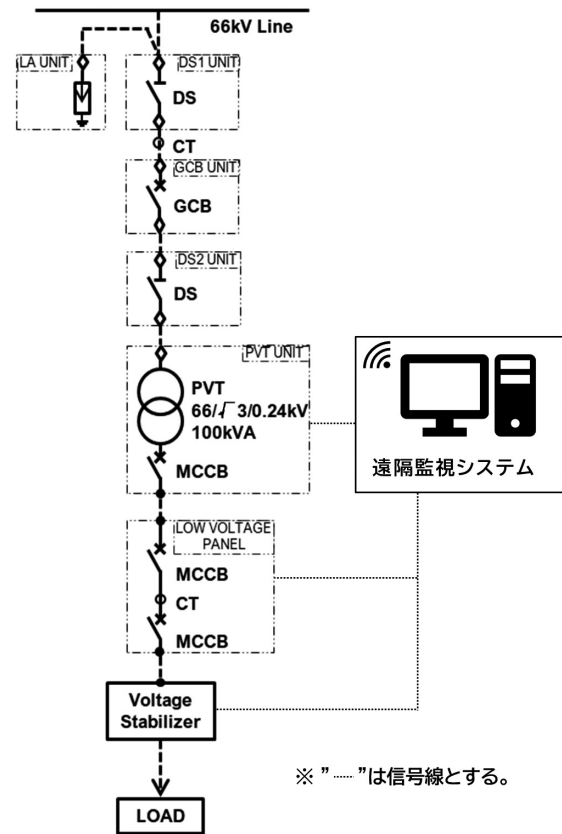 66kV Line
LA UNIT
DS1 UNIT
DS
CT
GCB UNIT
GCB
DS2 UNIT
DS
PVT UNIT
PVT
66/√3/0.24kV
100kVA
MCCB
遠隔監視システム
LOW VOLTAGE
PANEL
MCCB
CT
MCCB
Voltage
Stabilizer
※ ”┈┈”は信号線とする。
LOAD